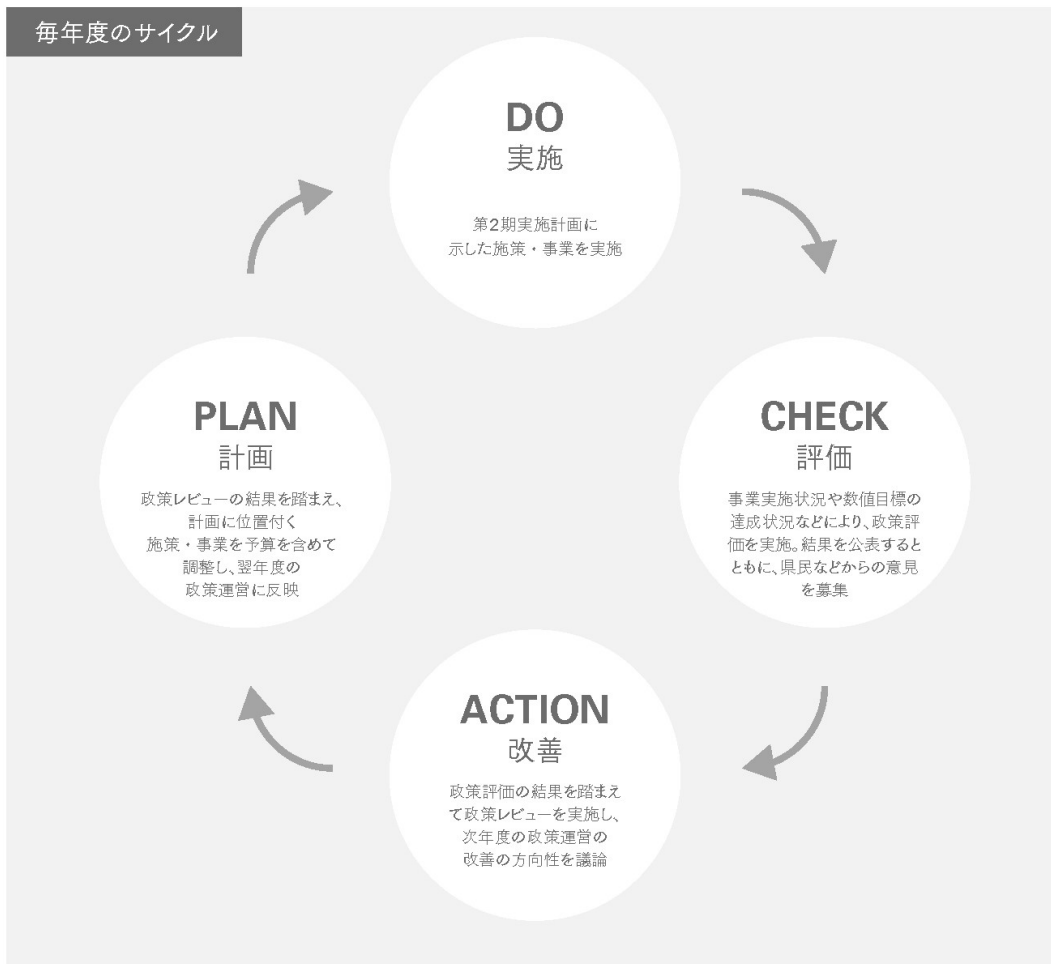 毎年度のサイクル
DO
実施
第2期実施計画に
示した施策・事業を実施
PLAN
計画
政策レビューの結果を踏まえ、
計画に位置付く
施策・事業を予算を含めて
調整し、翌年度の
政策運営に反映
CHECK
評価
事業実施状況や数値目標の
達成状況などにより、政策評
価を実施。結果を公表すると
ともに、県民などからの意見
を募集
ACTION
改善
政策評価の結果を踏まえ
て政策レビューを実施し、
次年度の政策運営の
改善の方向性を議論